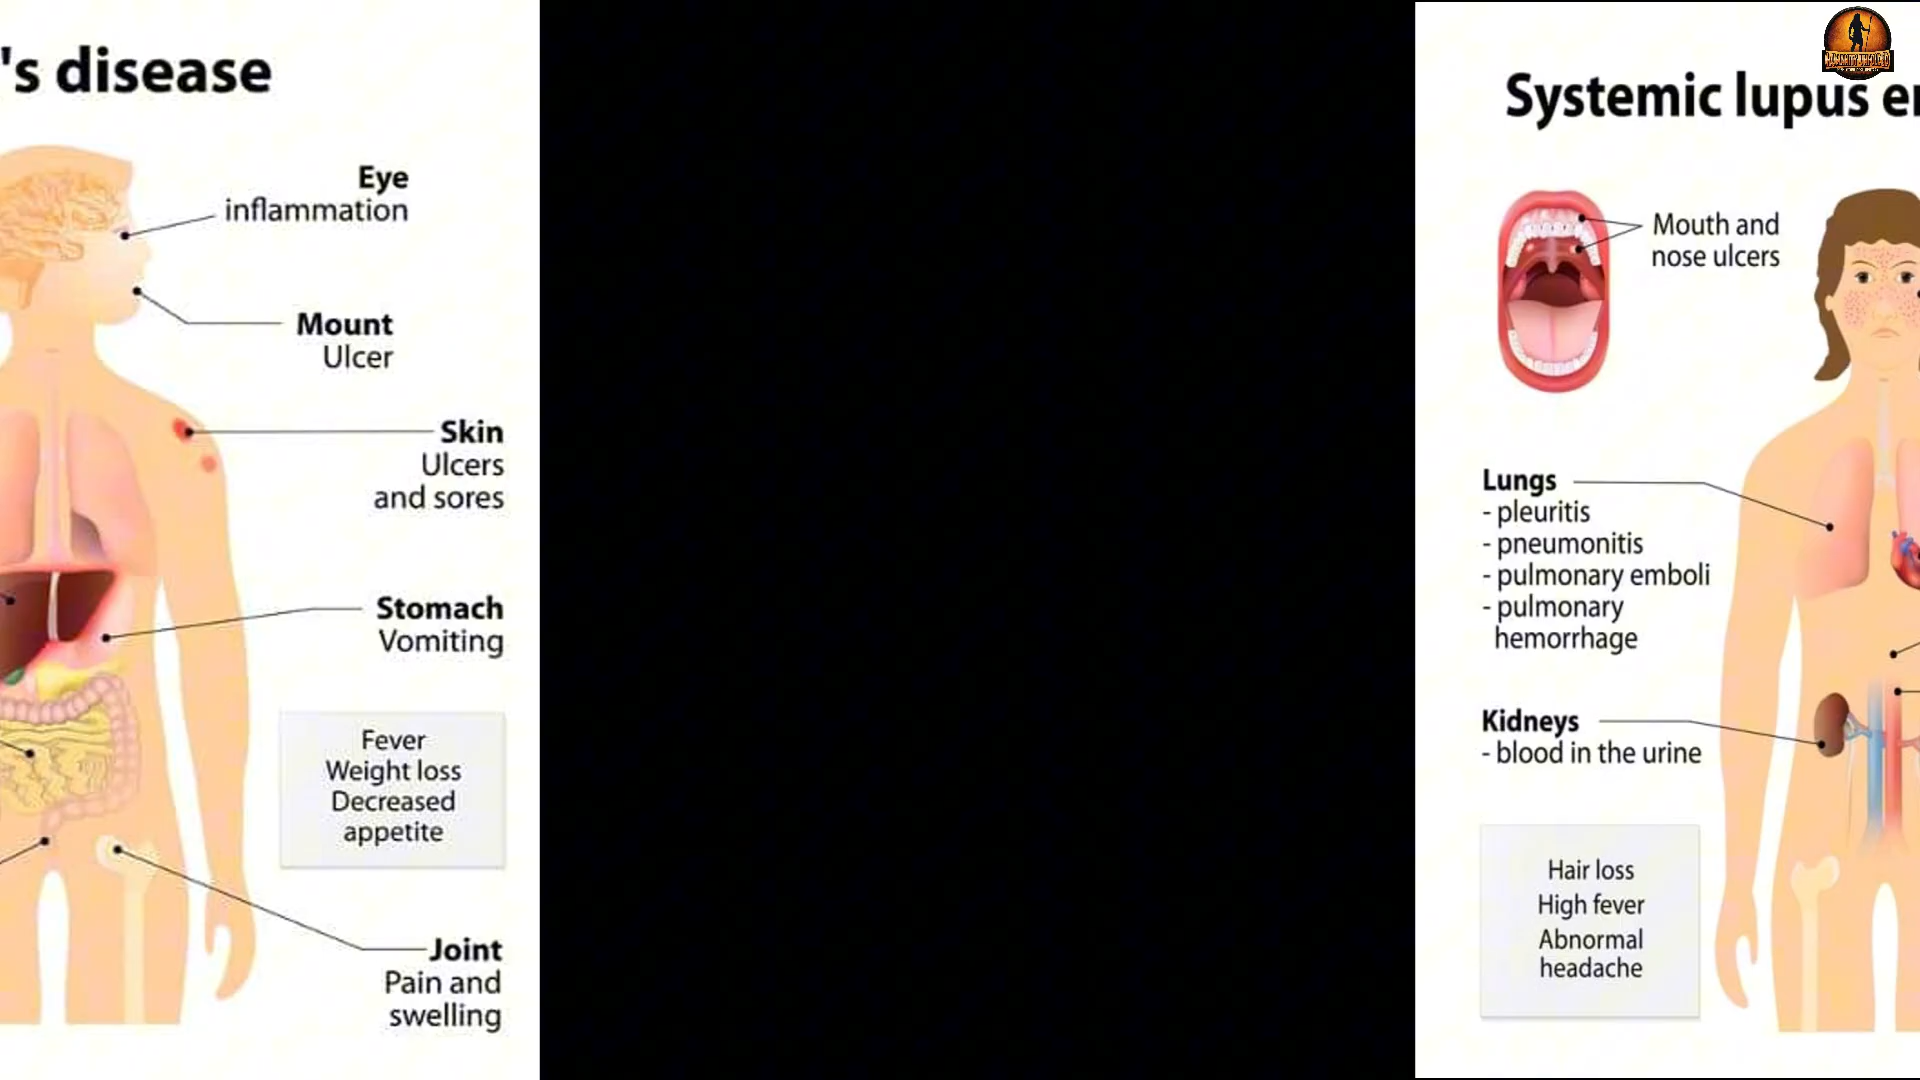 's disease
Eye
inflammation
Mount
Ulcer
Skin
Ulcers
and sores
Stomach
Vomiting
Fever
Weight loss
Decreased
appetite
Joint
Pain and
swelling
Systemic lupus er
Mouth and
nose ulcers
Lungs
- pleuritis
- pneumonitis
- pulmonary emboli
- pulmonary
hemorrhage
Kidneys
- blood in the urine
Hair loss
High fever
Abnormal
headache